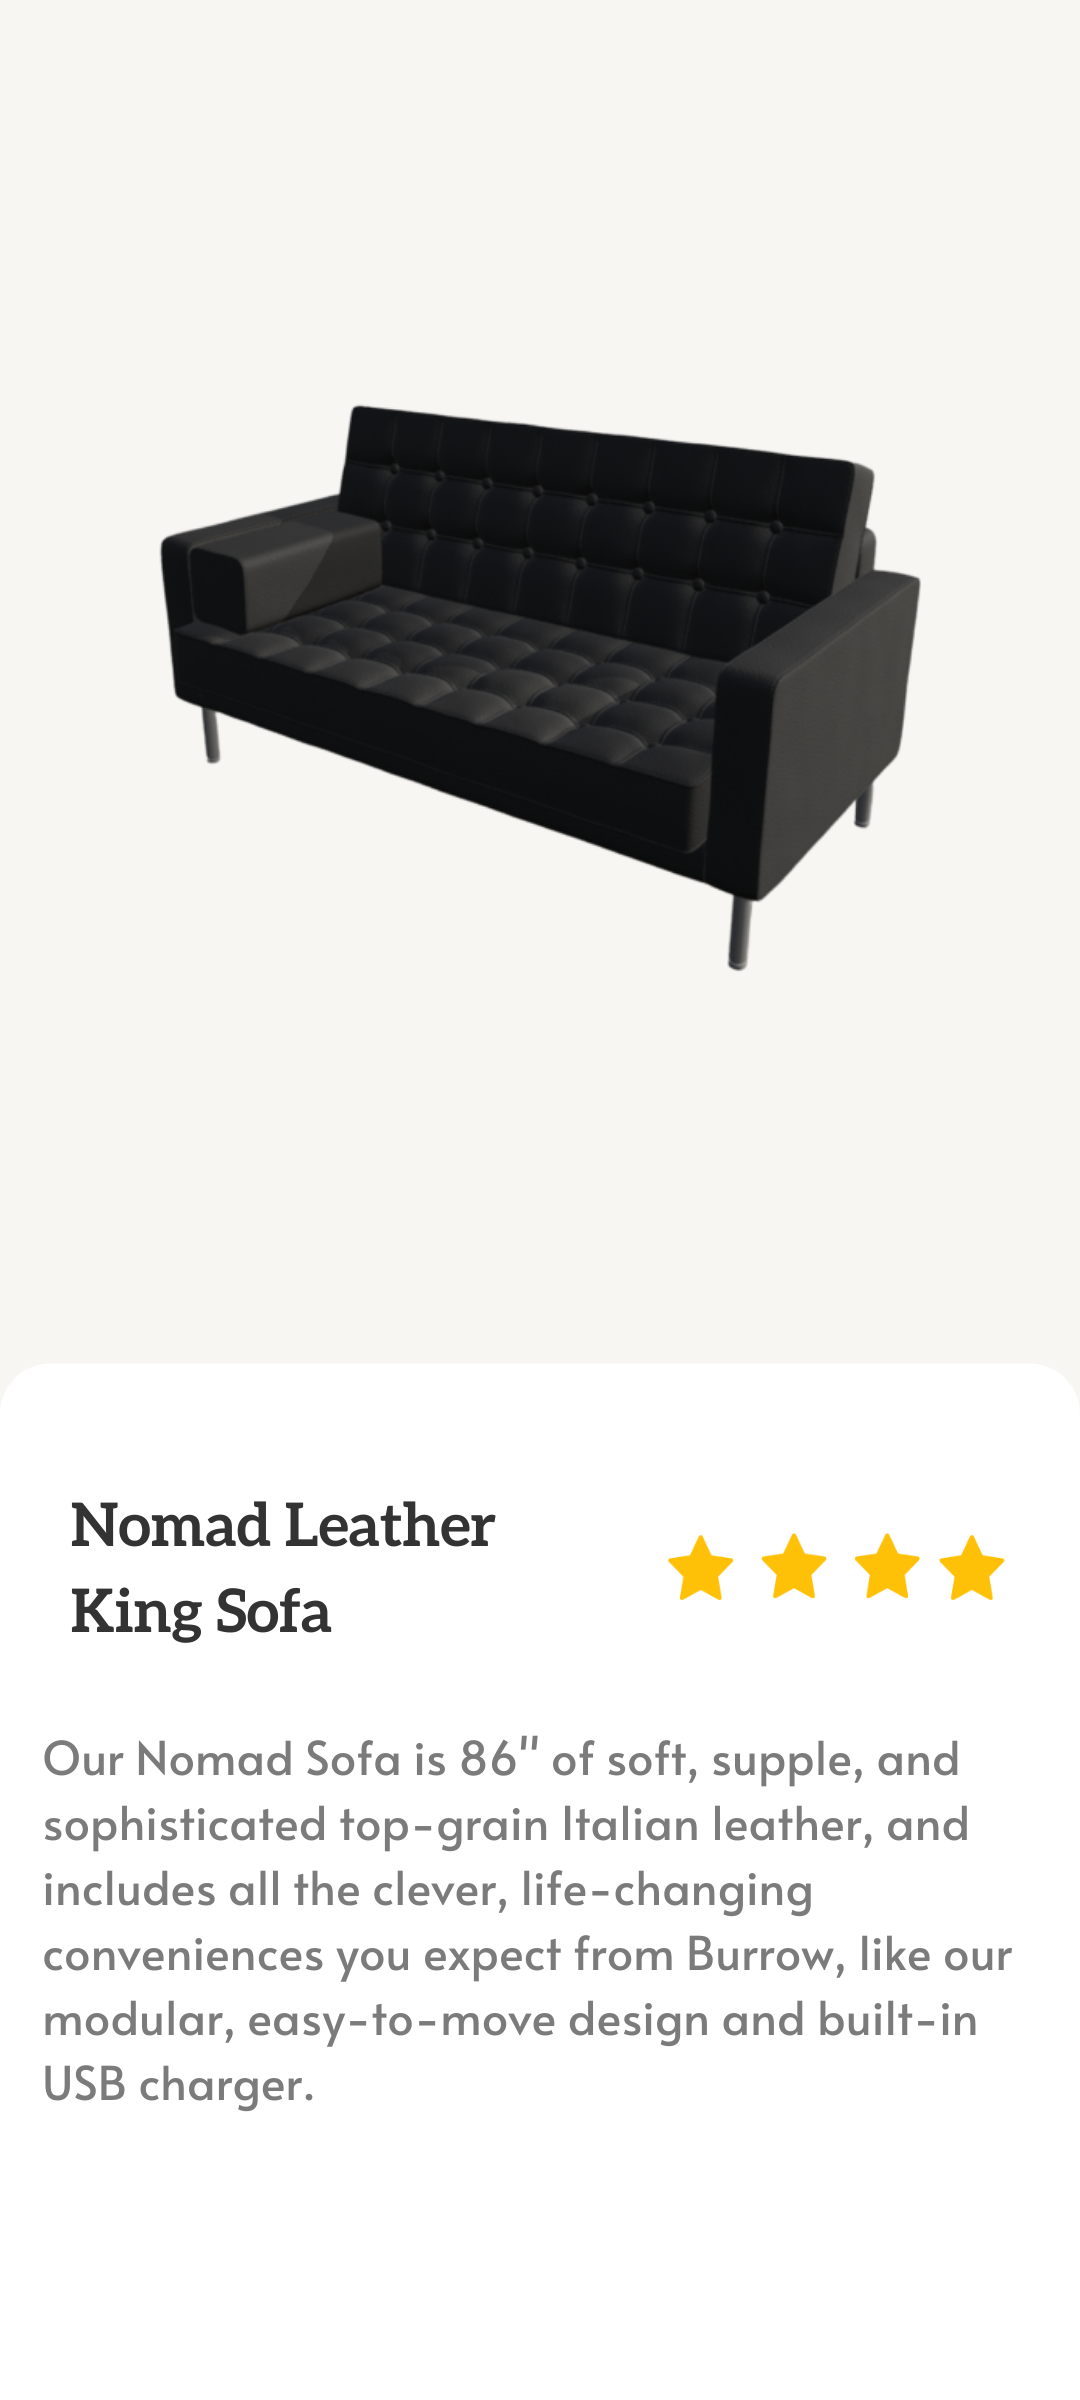 Nomad Leather
King Sofa
Our Nomad Sofa is 86" of soft, supple, and
sophisticated top-grain Italian leather, and
includes all the clever, life-changing
conveniences you expect from Burrow, like our
modular, easy-to-move design and built-in
USB charger.